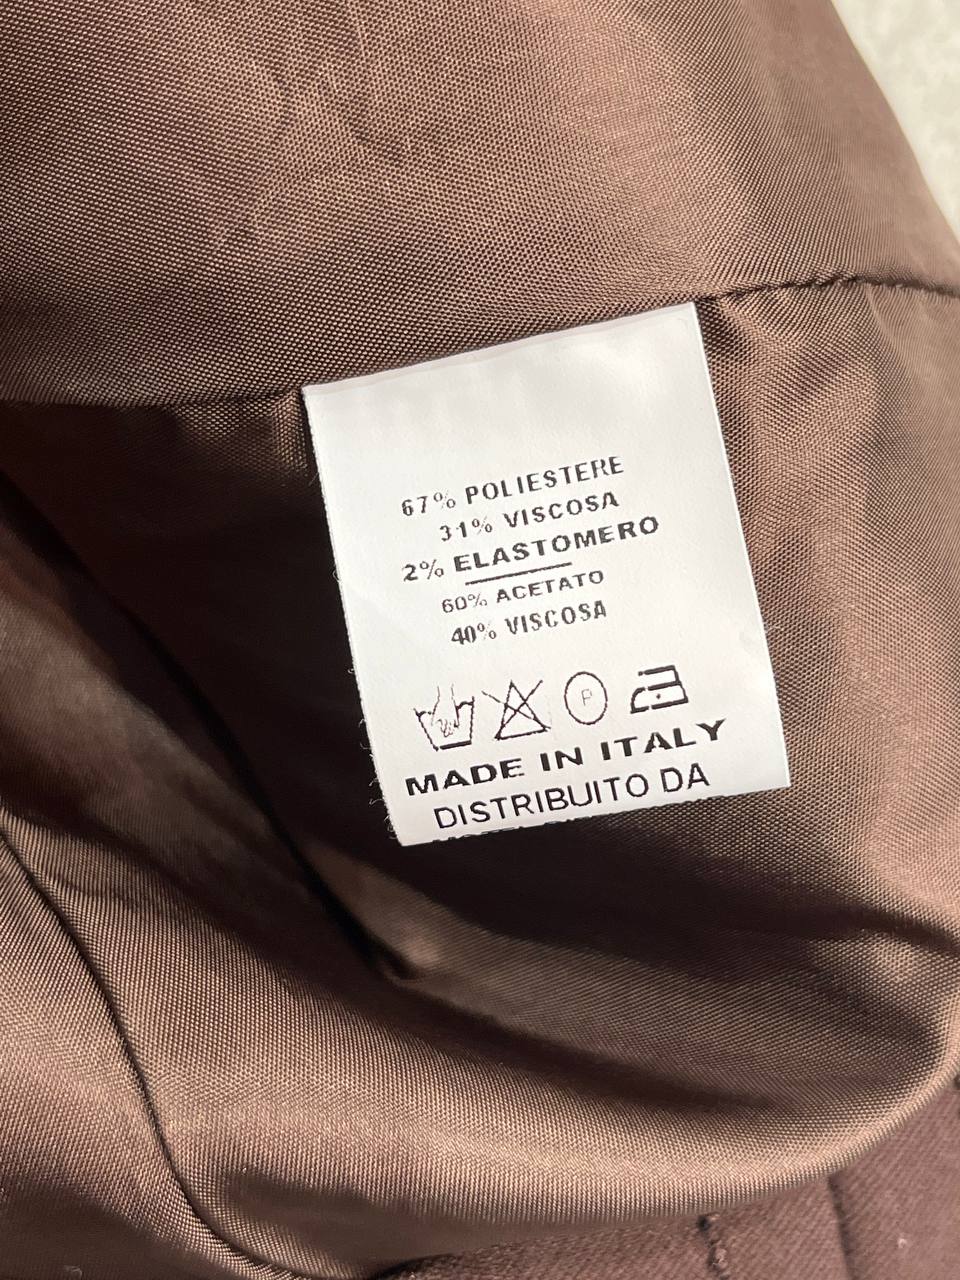 67% POLIESTERE
31% VISCOSA
2% ELASTOMERO
60% ACETATO
40% VISCOSA
P
MADE IN ITALY
DISTRIBUITO DA